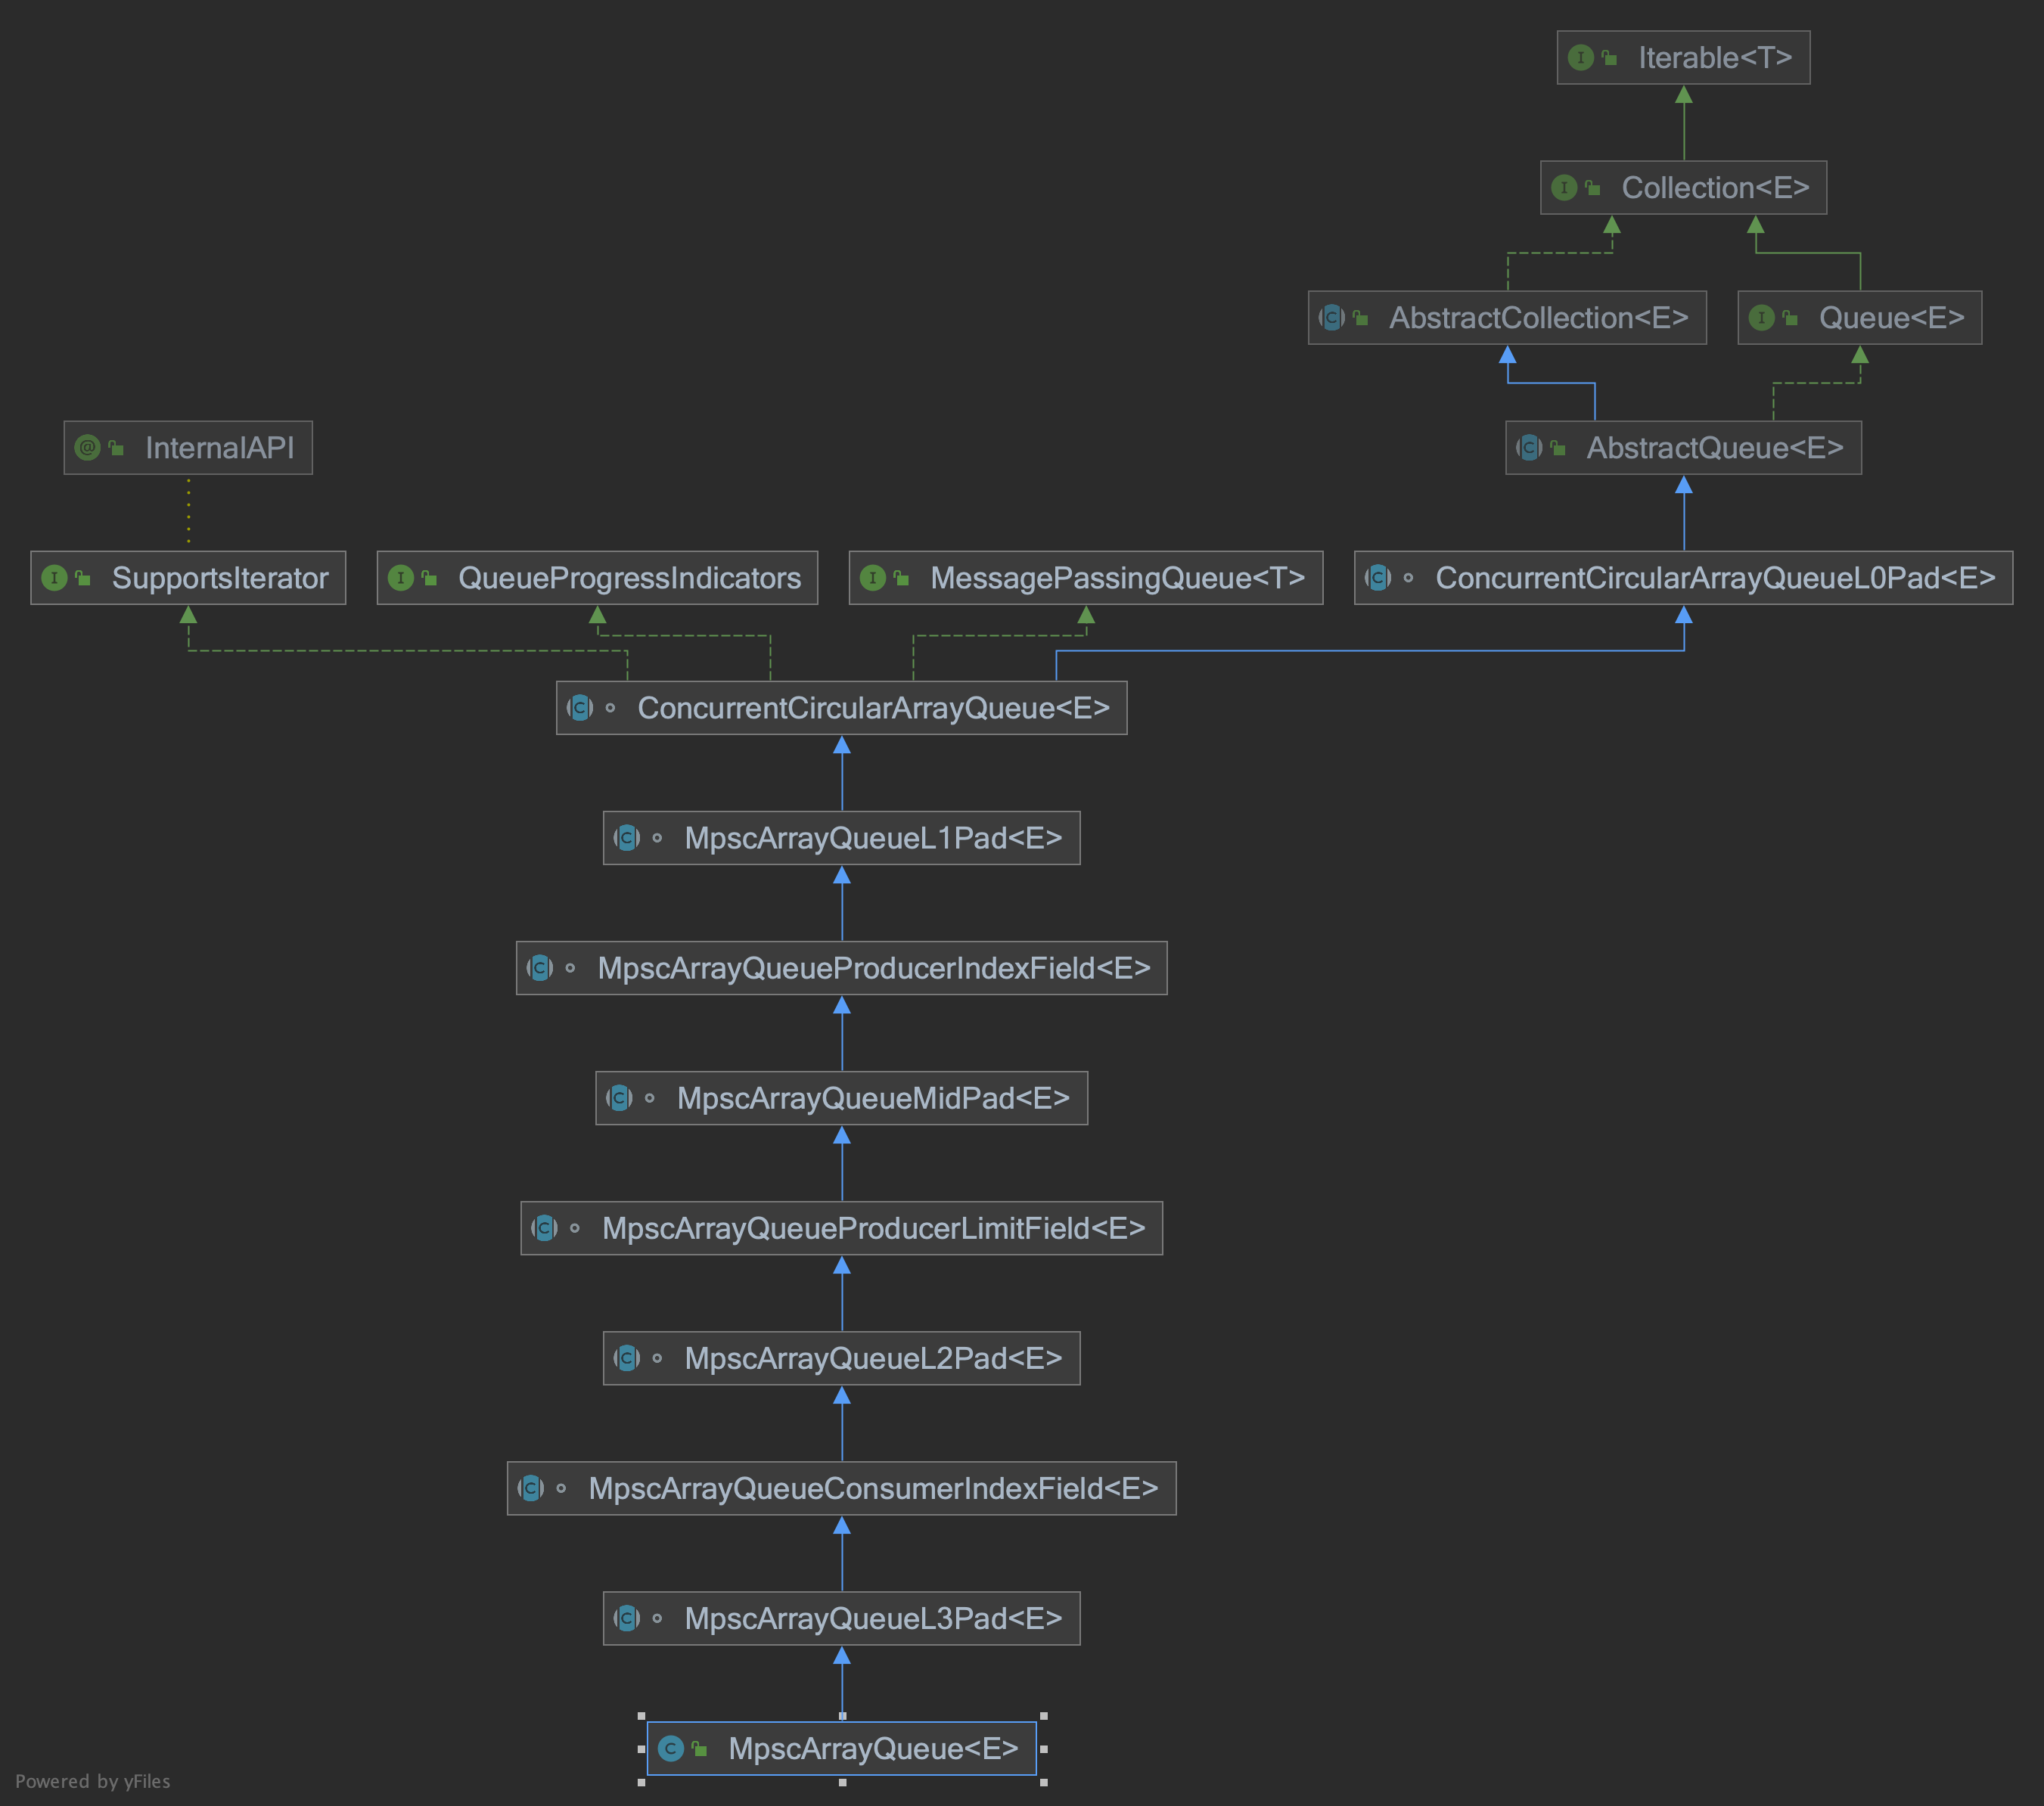 Iterable<T>
Collection<E>
AbstractCollection<E>
Queue<E>
InternalAPI
AbstractQueue<E>
SupportsIterator
QueueProgressIndicators
MessagePassingQueue<T>
ConcurrentCircularArrayQueueL0Pad<E>
ConcurrentCircularArrayQueue<E>
MpscArrayQueueL1Pad<E>
MpscArrayQueueProducerIndexField<E>
MpscArrayQueueMidPad<E>
MpscArrayQueueProducerLimitField<E>
MpscArrayQueueL2Pad<E>
MpscArrayQueueConsumerIndexField<E>
MpscArrayQueueL3Pad<E>
MpscArrayQueue<E>
Powered by yFiles